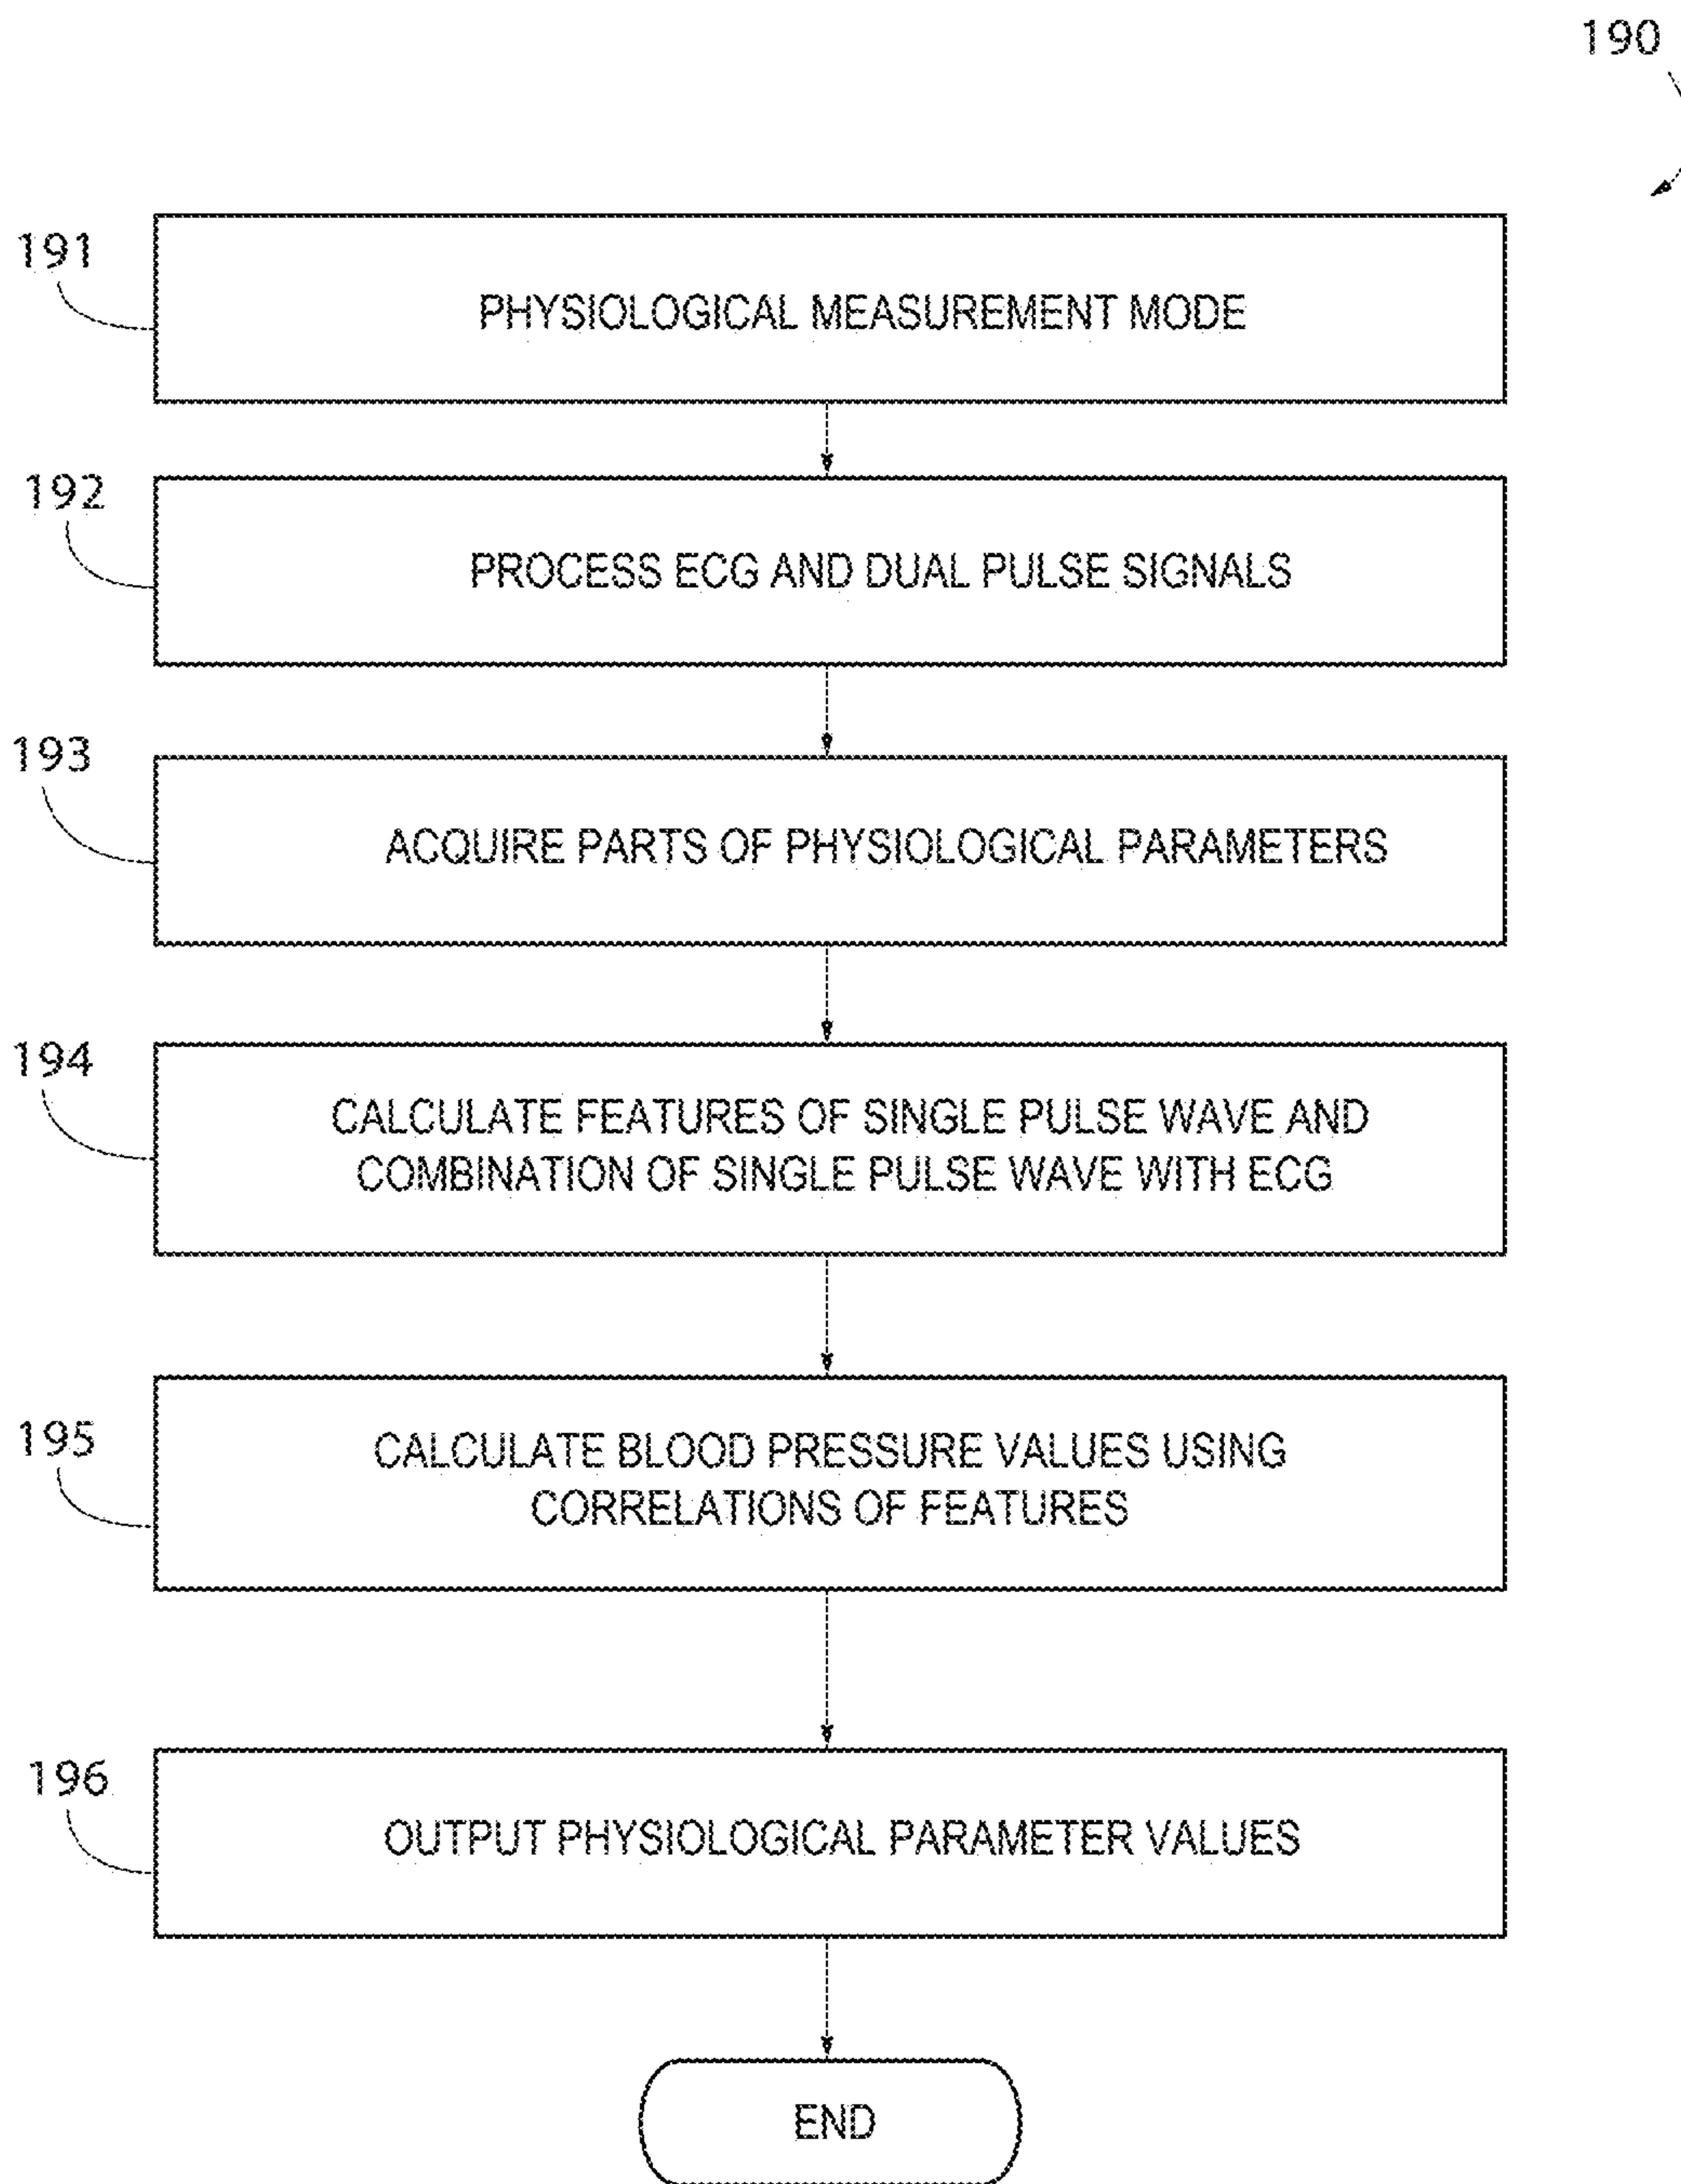 190
191
PHYSIOLOGICAL MEASUREMENT MODE
192
PROCESS ECG AND DUAL PULSE SIGNALS
193
ACQUIRE PARTS OF PHYSIOLOGICAL PARAMETERS
194
CALCULATE FEATURES OF SINGLE PULSE WAVE AND
COMBINATION OF SINGLE PULSE WAVE WITH ECG
195
CALCULATE BLOOD PRESSURE VALUES USING
CORRELATIONS OF FEATURES
196
OUTPUT PHYSIOLOGICAL PARAMETER VALUES
END